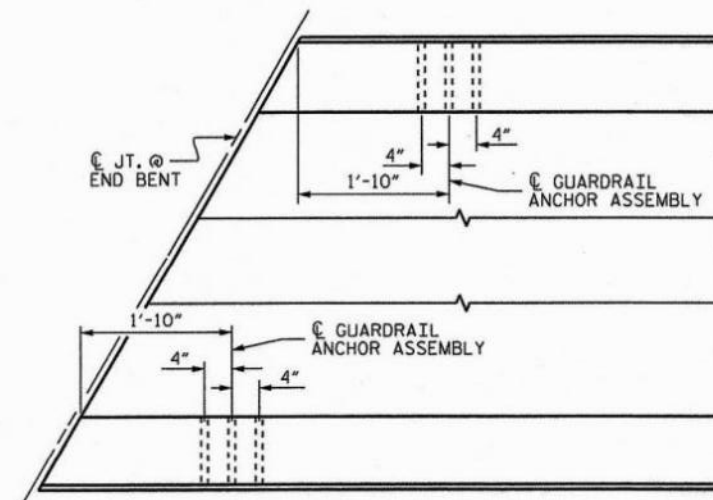 ℄ JT. @
END BENT
4"
4"
1'-10"
℄ GUARDRAIL
ANCHOR ASSEMBLY
1'-10"
℄ GUARDRAIL
ANCHOR ASSEMBLY
4"
4"